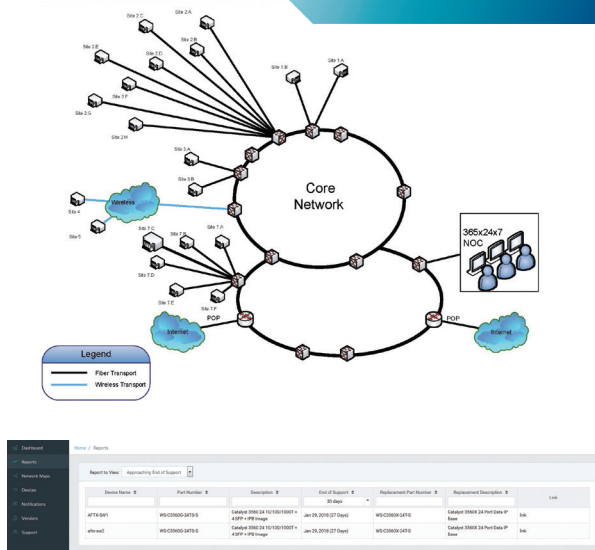 Site 2.A
Site 2.C
Site 2.B
Site 2.E
Site 2.D
Site 1.B
Site 1.A
Site 2.F
Site 2.G
Site 2.H
Site 3.A
Site 3.B
Core
Network
Wireless
Site 4
Site 5
Site 7.C
Site 7.B
Site 7.A
Site 7.D
Site 7.E
Site 7.F
365x24x7
NOC
POP
POP
Internet
Internet
Legend
Fiber Transport
Wireless Transport
Dashboard
Reports
Network Maps
Devices
Notifications
Vendors
Support
Home / Reports
Report to View: Approaching End of Support
Device Name
Part Number
Description
End of Support
Replacement Part Number
Replacement Description
Link
30 days
AFTX-SW1
WS-C3560G-24TS-S
Catalyst 3560 24 10/100/1000T +
4 SFP + IPB Image
Jan 29, 2018 (27 Days)
WS-C3560X-24T-S
Catalyst 3560X 24 Port Data IP
Base
link
aftx-sw2
WS-C3560G-24TS-S
Catalyst 3560 24 10/100/1000T +
4 SFP + IPB Image
Jan 29, 2018 (27 Days)
WS-C3560X-24T-S
Catalyst 3560X 24 Port Data IP
Base
link